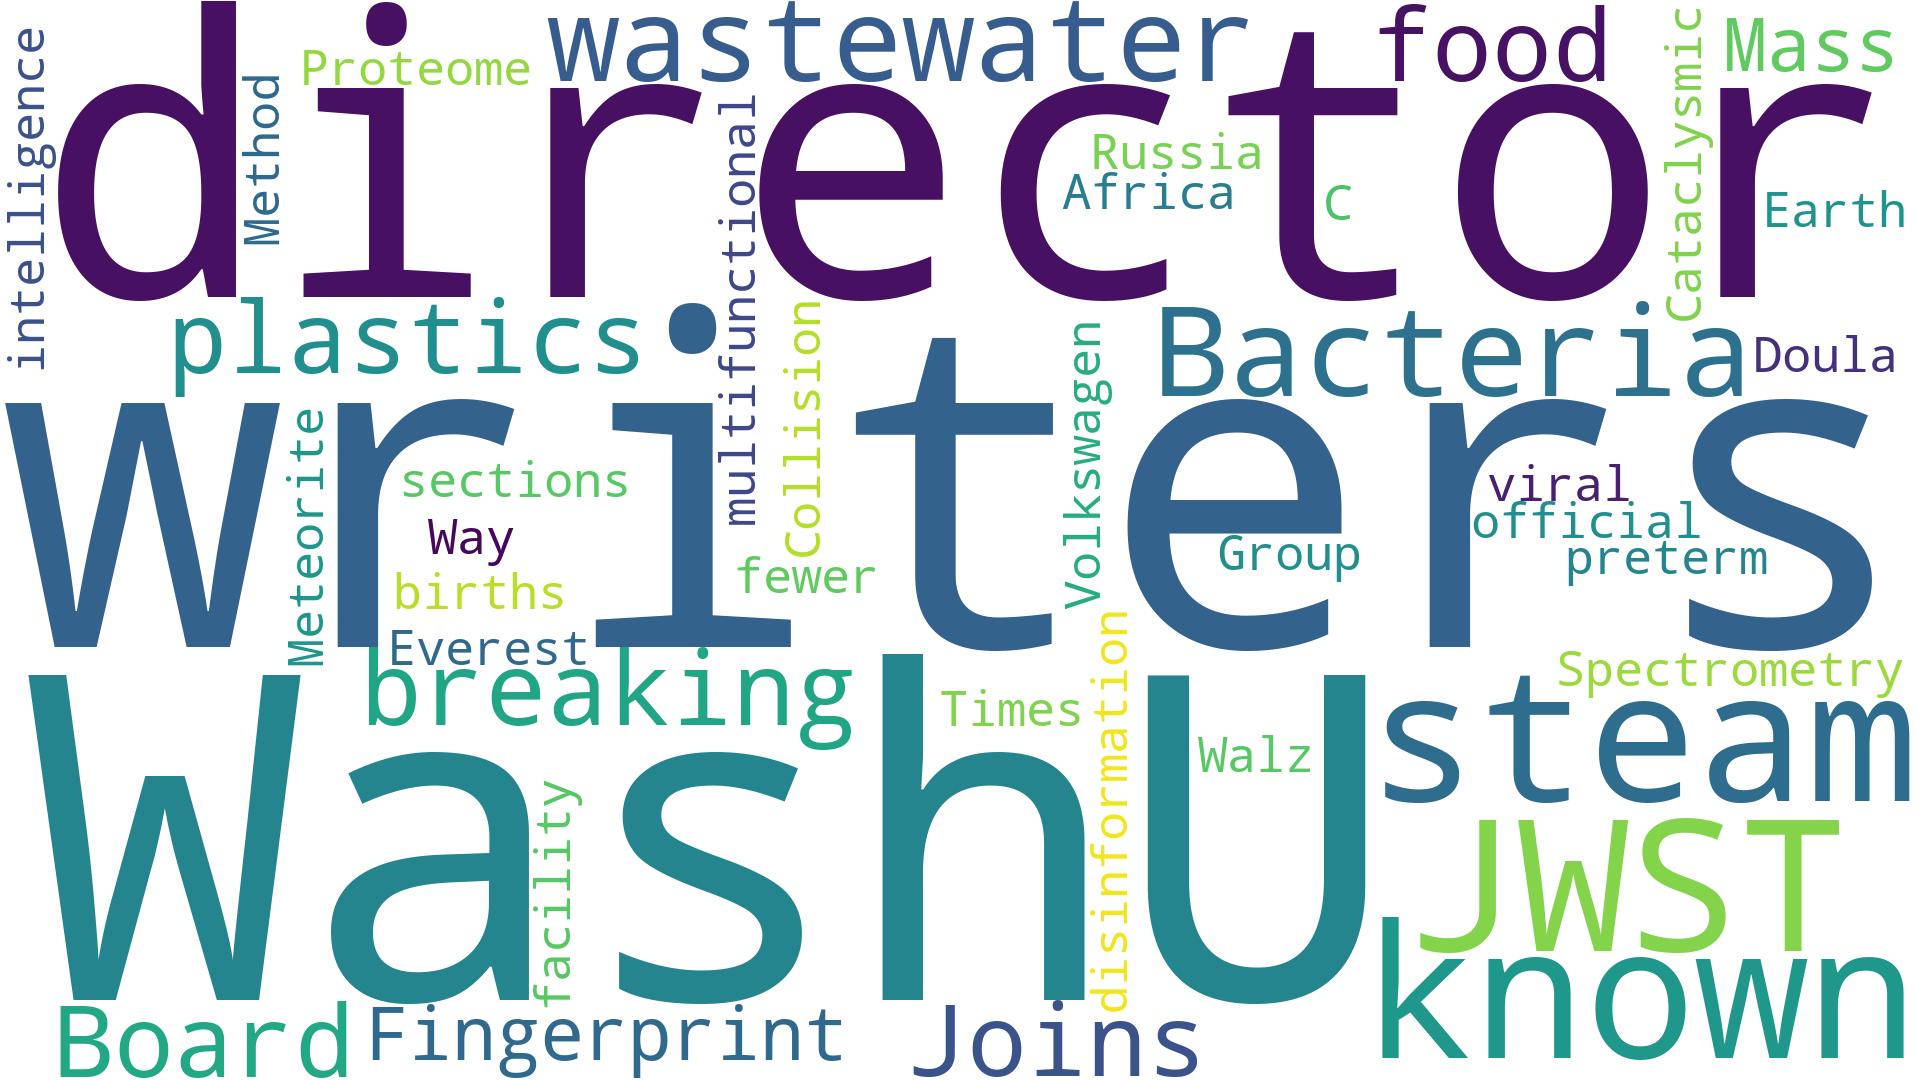 intelligence
director
Method
Proteome
wastewater
food
Mass
Cataclysmic
Russia
Africa
C
Earth
multifunctional
plastics
Collision
Bacteria
Doula
writers
Meteorite
sections
Way
births
Everest
fewer
Volkswagen
Group
viral
official
preterm
breaking
Times
disinformation
Spectrometry
steam
WashU
Walz
facility
JWST
known
Board
Fingerprint
Joins